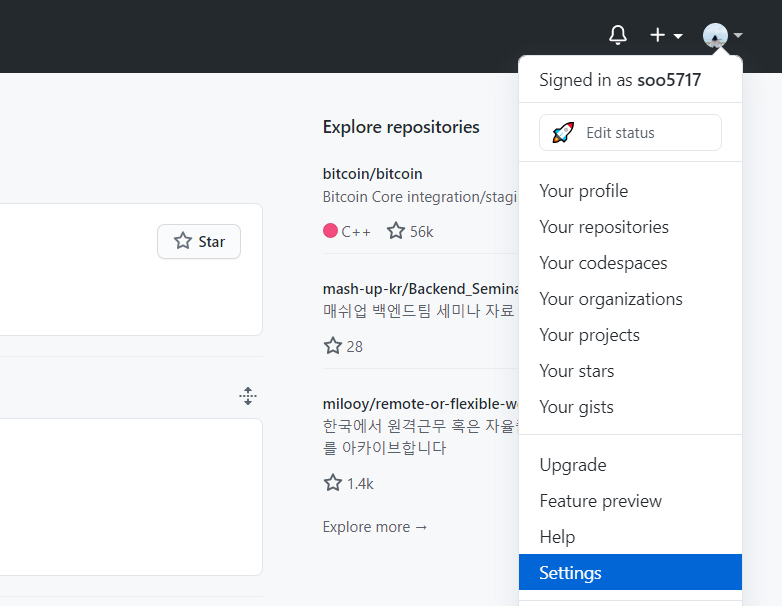 Signed in as soo5717
Edit status
Your profile
Your repositories
Your codespaces
Your organizations
Your projects
Your stars
Your gists
Upgrade
Feature preview
Help
Settings
Star
Explore repositories
bitcoin/bitcoin
Bitcoin Core integration/stagi
C++ 56k
mash-up-kr/Backend_Semina
매쉬업 백엔드팀 세미나 자료
28
milooy/remote-or-flexible-w
한국에서 원격근무 혹은
를 아카이브합니다
1.4k
Explore more →